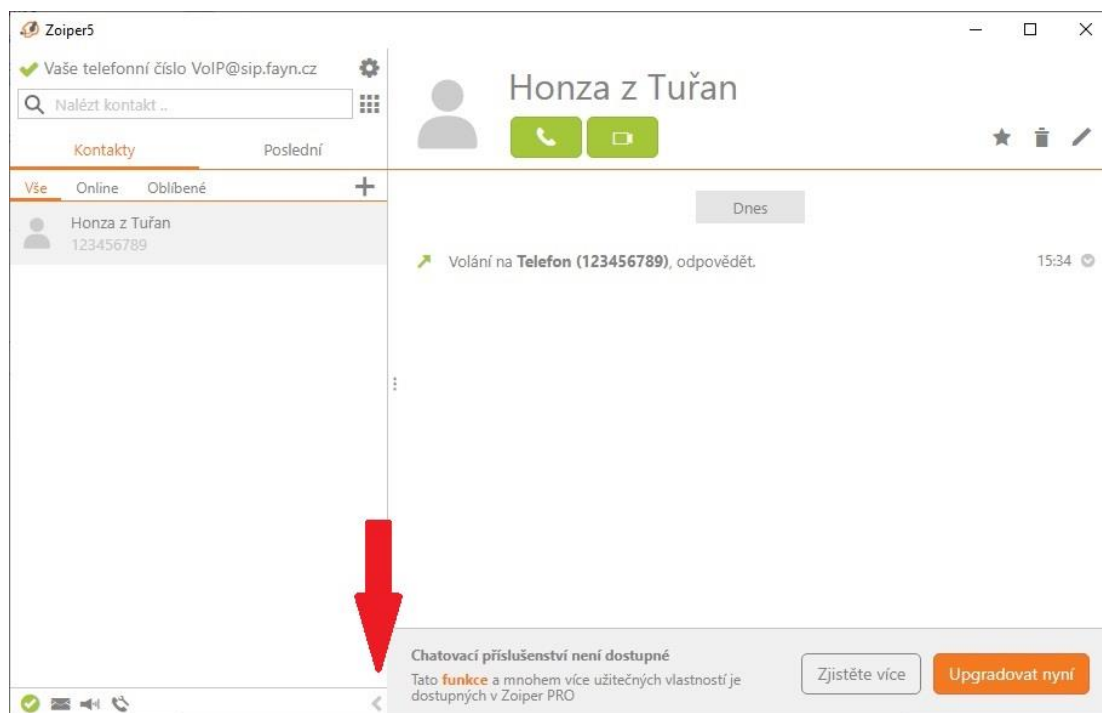 Zoiper5
Vaše telefonní číslo VoIP@sip.fayn.cz
Nalézt kontakt ..
Kontakty
Poslední
Vše
Online
Oblíbené
Honza z Tuřan
123456789
Honza z Tuřan
Dnes
Volání na Telefon (123456789), odpovědět.
15:34
Chatovací příslušenství není dostupné
Tato funkce a mnohem více užitečných vlastností je
dostupných v Zoiper PRO
Zjistěte více
Upgradovat nyní